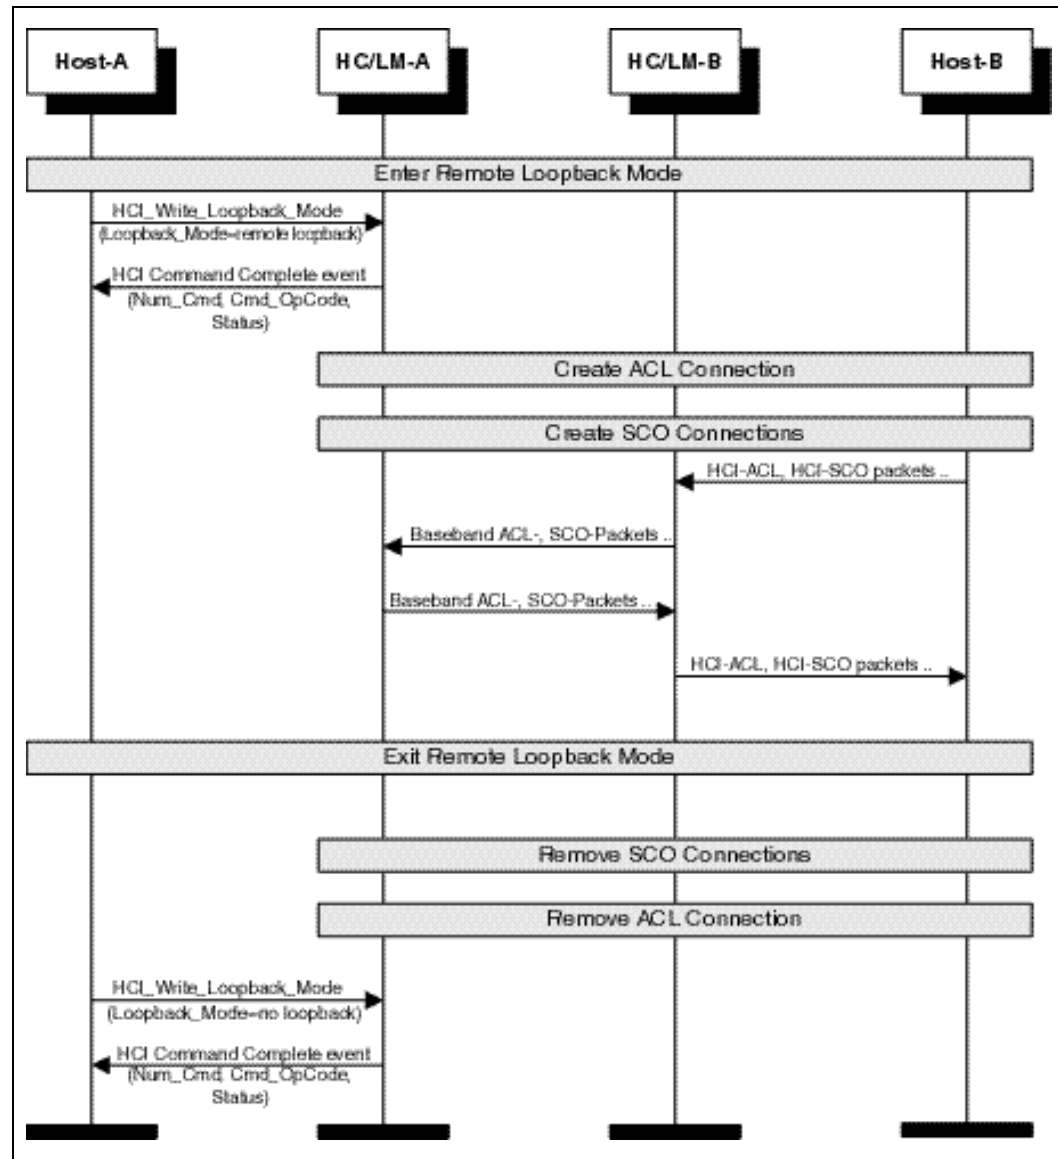 Host-A
HC/LM-A
HC/LM-B
Host-B
Enter Remote Loopback Mode
HCI_Write_Loopback_Mode
(Loopback_Mode=remote loopback)
HCI Command Complete event
(Num_Cmd, Cmd_OpCode,
Status)
Create ACL Connection
Create SCO Connections
HCI-ACL, HCI-SCO packets ..
Baseband ACL-, SCO-Packets ..
Baseband ACL-, SCO-Packets ..
HCI-ACL, HCI-SCO packets ..
Exit Remote Loopback Mode
Remove SCO Connections
Remove ACL Connection
HCI_Write_Loopback_Mode
(Loopback_Mode=no loopback)
HCI Command Complete event
(Num_Cmd, Cmd_OpCode,
Status)